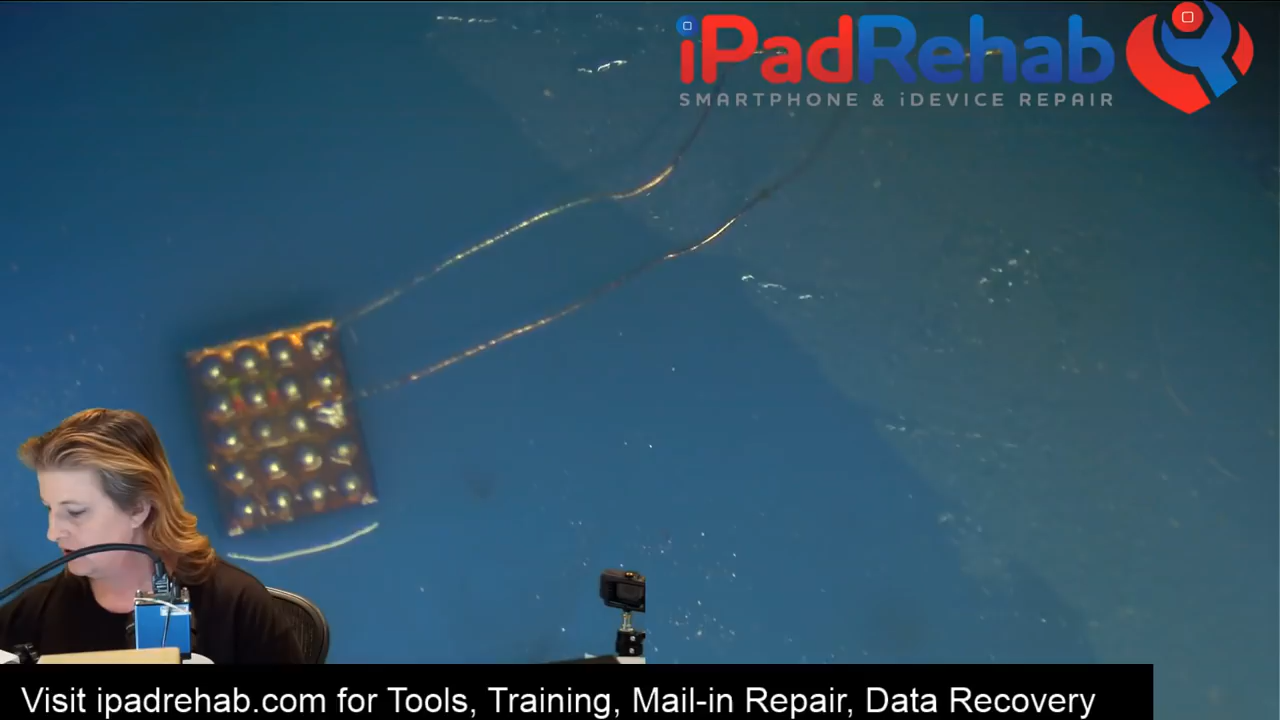 iPadRehab
SMARTPHONE & iDEVICE REPAIR
Visit ipadrehab.com for Tools, Training, Mail-in Repair, Data Recovery